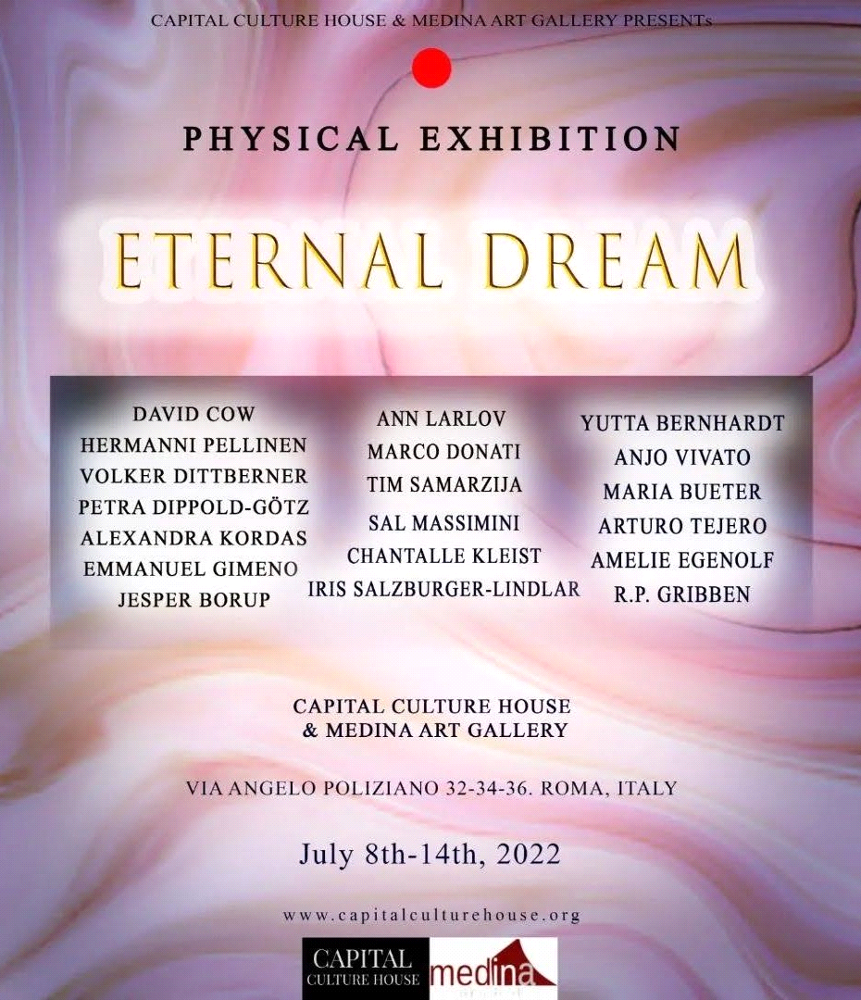 CAPITAL CULTURE HOUSE & MEDINA ART GALLERY PRESENTs
PHYSICAL EXHIBITION
ETERNAL DREAM
DAVID COW
HERMANNI PELLINEN
VOLKER DITTBERNER
PETRA DIPPOLD-GÖTZ
ALEXANDRA KORDAS
EMMANUEL GIMENO
JESPER BORUP
ANN LARLOV
MARCO DONATI
TIM SAMARZIJA
SAL MASSIMINI
CHANTALLE KLEIST
IRIS SALZBURGER-LINDLAR
YUTTA BERNHARDT
ANJO VIVATO
MARIA BUETER
ARTURO TEJERO
AMELIE EGENOLF
R.P. GRIBBEN
CAPITAL CULTURE HOUSE
& MEDINA ART GALLERY
VIA ANGELO POLIZIANO 32-34-36. ROMA, ITALY
July 8th-14th, 2022
www.capitalculturehouse.org
CAPITAL
CULTURE HOUSE
medina